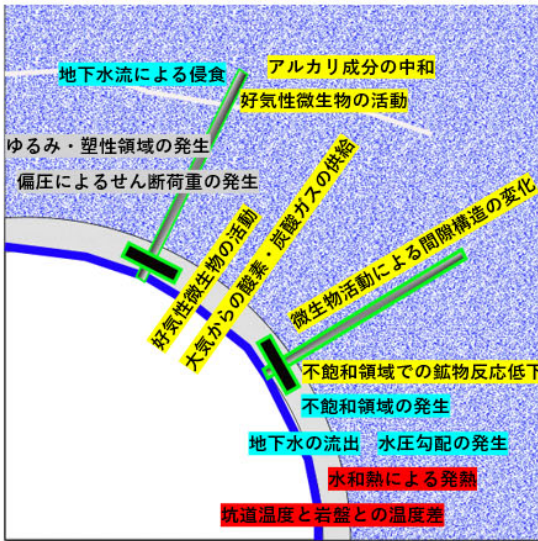 アルカリ成分の中和
地下水流による侵食
好気性微生物の活動
ゆるみ・塑性領域の発生
偏圧によるせん断荷重の発生
好気性微生物の活動
大気からの酸素・炭酸ガスの供給
微生物活動による間隙構造の変化
不飽和領域での鉱物反応低下
不飽和領域の発生
地下水の流出　水圧勾配の発生
水和熱による発熱
坑道温度と岩盤との温度差